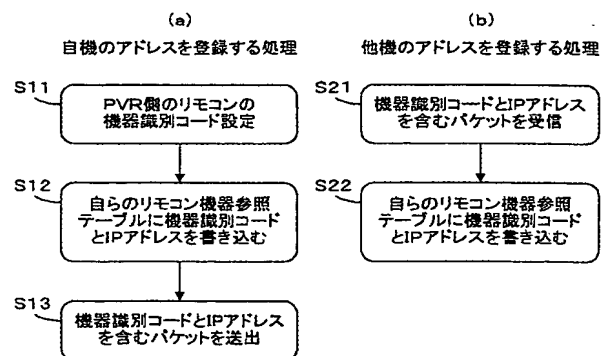 (a)
自機のアドレスを登録する処理
S11
PVR側のリモコンの
機器識別コード設定
S12
自らのリモコン機器参照
テーブルに機器識別コード
とIPアドレスを書き込む
S13
機器識別コードとIPアドレス
を含むパケットを送出
(b)
他機のアドレスを登録する処理
S21
機器識別コードとIPアドレス
を含むパケットを受信
S22
自らのリモコン機器参照
テーブルに機器識別コード
とIPアドレスを書き込む